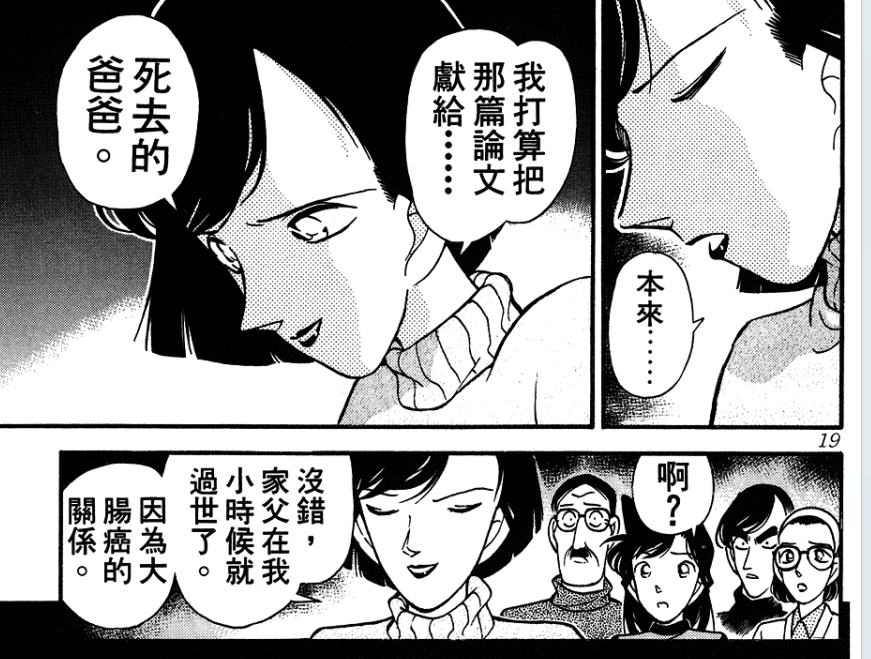 本來……
我打算把
那篇論文
獻給……
死去的
爸爸。
19
啊？
沒錯，
家父在我
小時候就
過世了。
因為大
腸癌的
關係。